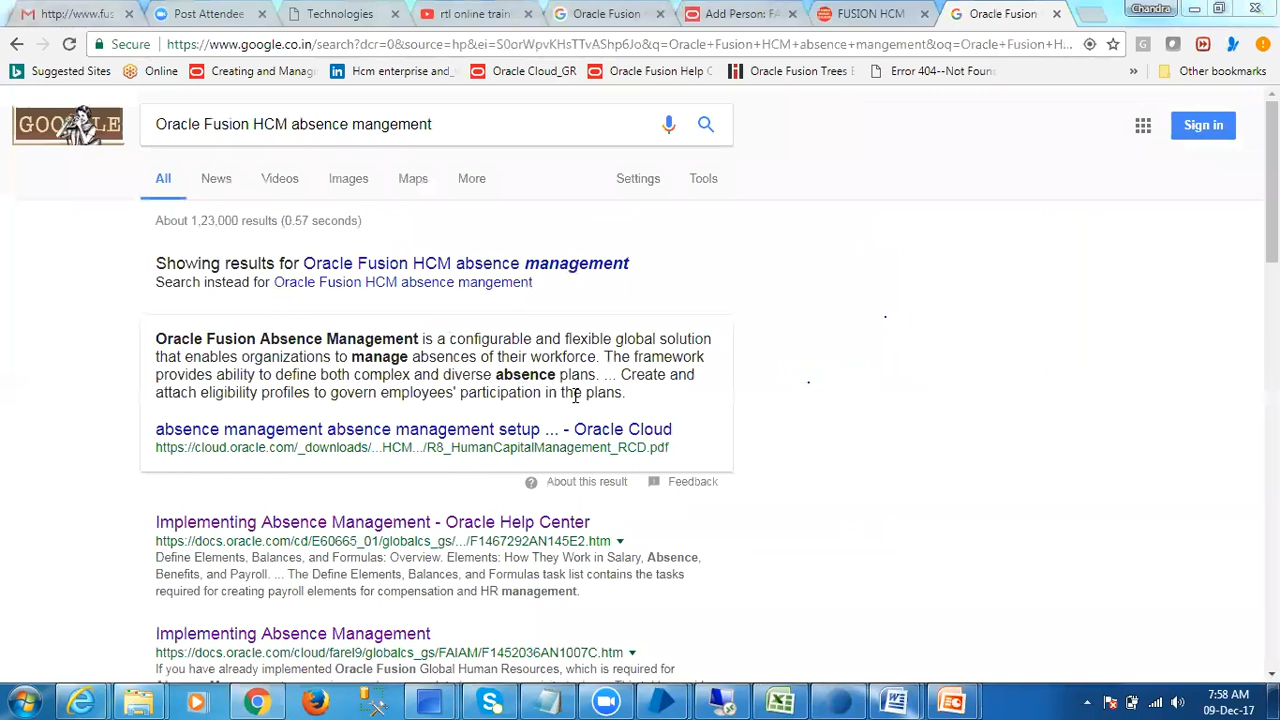 http://www.fus
Post Attendee
Technologies
rtl online train
Oracle Fusion
Add Person: FA
FUSION HCM
Oracle Fusion
Chandra
Secure
https://www.google.co.in/search?dcr=0&source=hp&ei=S0orWpvKHsTTvAShp6Jo&q=Oracle+Fusion+HCM+absence+mangement&oq=Oracle+Fusion+H...
Suggested Sites
Online
Creating and Manag
Hcm enterprise and
Oracle Cloud_GR
Oracle Fusion Help C
Oracle Fusion Trees E
Error 404--Not Foun
»
Other bookmarks
GOOGLE
Oracle Fusion HCM absence mangement
Sign in
All
News
Videos
Images
Maps
More
Settings
Tools
About 1,23,000 results (0.57 seconds)
Showing results for Oracle Fusion HCM absence management
Search instead for Oracle Fusion HCM absence mangement
Oracle Fusion Absence Management is a configurable and flexible global solution
that enables organizations to manage absences of their workforce. The framework
provides ability to define both complex and diverse absence plans. ... Create and
attach eligibility profiles to govern employees' participation in the plans.
absence management absence management setup ... - Oracle Cloud
https://cloud.oracle.com/_downloads/...HCM.../R8_HumanCapitalManagement_RCD.pdf
About this result
Feedback
Implementing Absence Management - Oracle Help Center
https://docs.oracle.com/cd/E60665_01/globalcs_gs/.../F1467292AN145E2.htm
Define Elements, Balances, and Formulas: Overview. Elements: How They Work in Salary, Absence,
Benefits, and Payroll. ... The Define Elements, Balances, and Formulas task list contains the tasks
required for creating payroll elements for compensation and HR management.
Implementing Absence Management
https://docs.oracle.com/cloud/farel9/globalcs_gs/FAIAM/F1452036AN1007C.htm
If you have already implemented Oracle Fusion Global Human Resources, which is required for
7:58 AM
09-Dec-17